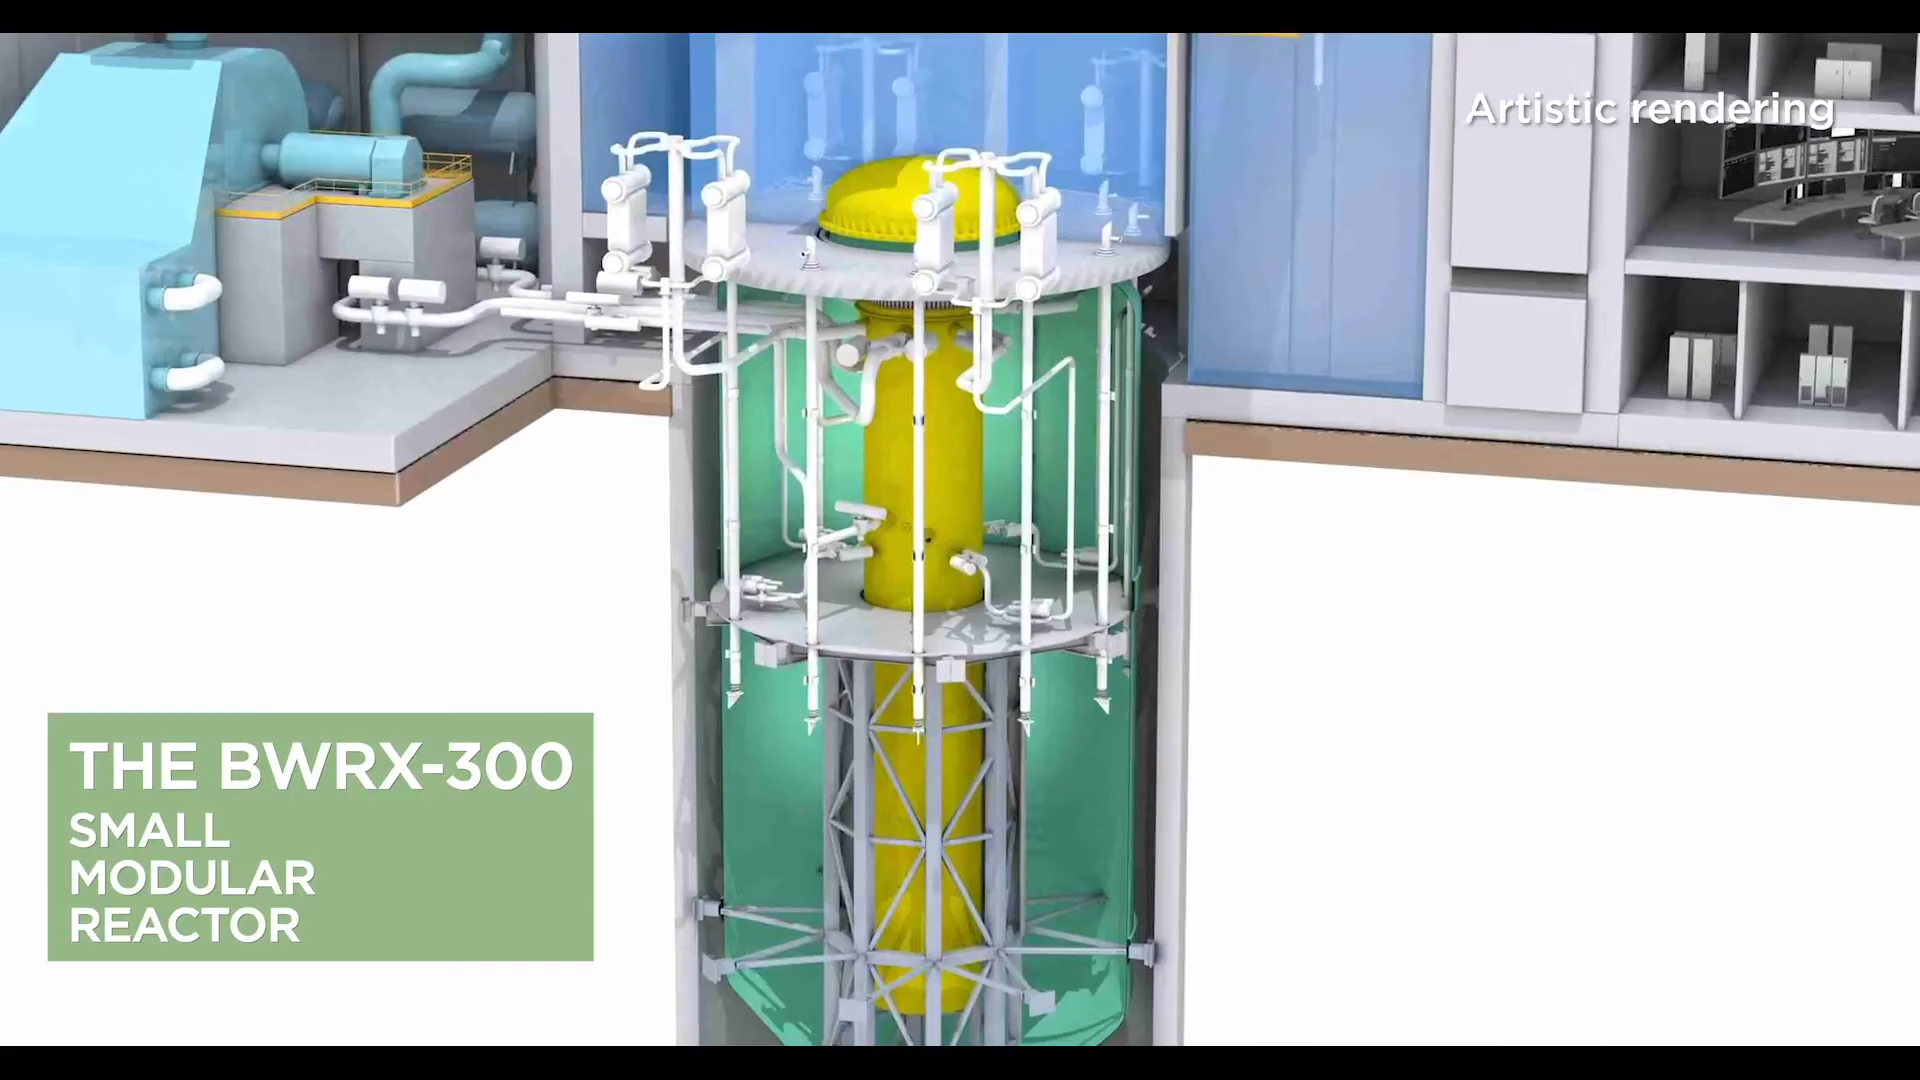 Artistic rendering
THE BWRX-300
SMALL
MODULAR
REACTOR